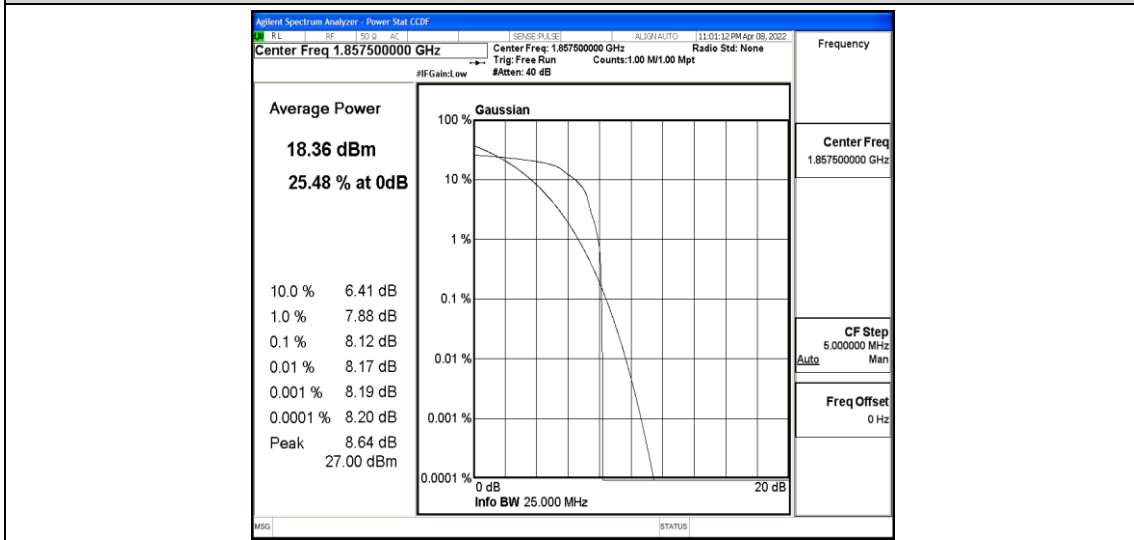 Agilent Spectrum Analyzer - Power Stat CCDF
LXI RL RF 50 Ω AC SENSE:PULSE ALIGNAUTO 11:01:12 PM Apr 08, 2022
Center Freq 1.857500000 GHz
Center Freq: 1.857500000 GHz Radio Std: None
Trig: Free Run Counts:1.00 M/1.00 Mpt
#IFGain:Low #Atten: 40 dB
Frequency
Average Power
18.36 dBm
25.48 % at 0dB
10.0 % 6.41 dB
1.0 % 7.88 dB
0.1 % 8.12 dB
0.01 % 8.17 dB
0.001 % 8.19 dB
0.0001 % 8.20 dB
Peak 8.64 dB
27.00 dBm
Gaussian
100 %
10 %
1 %
0.1 %
0.01 %
0.001 %
0.0001 %
0 dB 20 dB
Info BW 25.000 MHz
Center Freq
1.857500000 GHz
CF Step
5.000000 MHz
Auto Man
Freq Offset
0 Hz
MSG STATUS